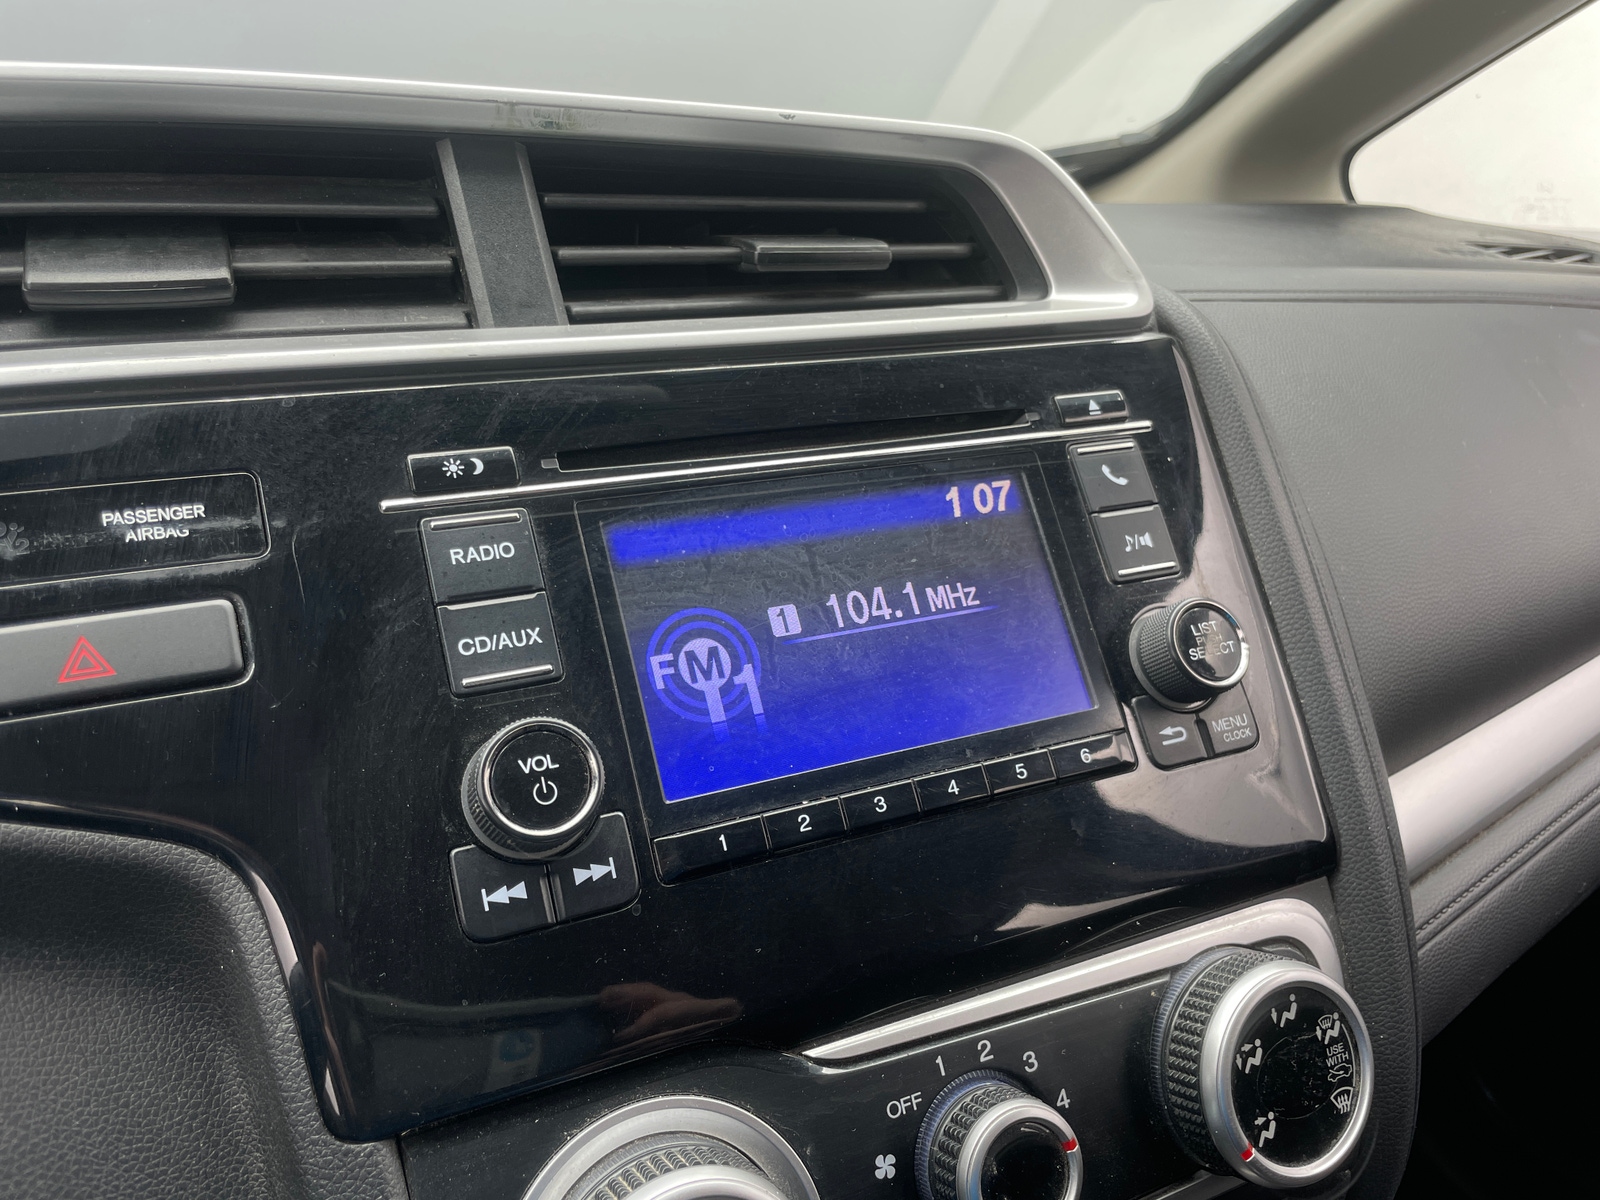 1 07
PASSENGER
AIRBAG
RADIO
CD/AUX
1 104.1 MHz
FM
1
LIST
PUSH
SELECT
MENU
CLOCK
VOL
1 2 3 4 5 6
OFF 1 2 3 4
USE
WITH